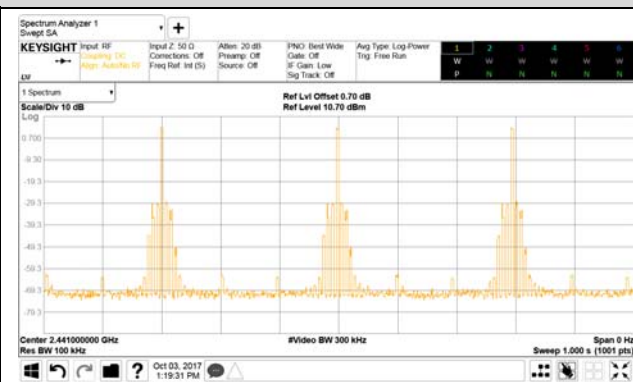 Spectrum Analyzer 1
Swept SA
+
KEYSIGHT Input: RF
Coupling: DC
Align: Auto/No RF
Input Z: 50 Ω
Corrections: Off
Freq Ref: Int (S)
Atten: 20 dB
Preamp: Off
Source: Off
PNO: Best Wide
Gate: Off
IF Gain: Low
Sig Track: Off
Avg Type: Log-Power
Trig: Free Run
1 2 3 4 5 6
W W W W W W
P N N N N N
1 Spectrum
Scale/Div 10 dB
Ref Lvl Offset 0.70 dB
Ref Level 10.70 dBm
Log
0.700
-9.30
-19.3
-29.3
-39.3
-49.3
-59.3
-69.3
-79.3
Center 2.441000000 GHz
#Video BW 300 kHz
Span 0 Hz
Res BW 100 kHz
Sweep 1.000 s (1001 pts)
?
Oct 03, 2017
1:19:31 PM